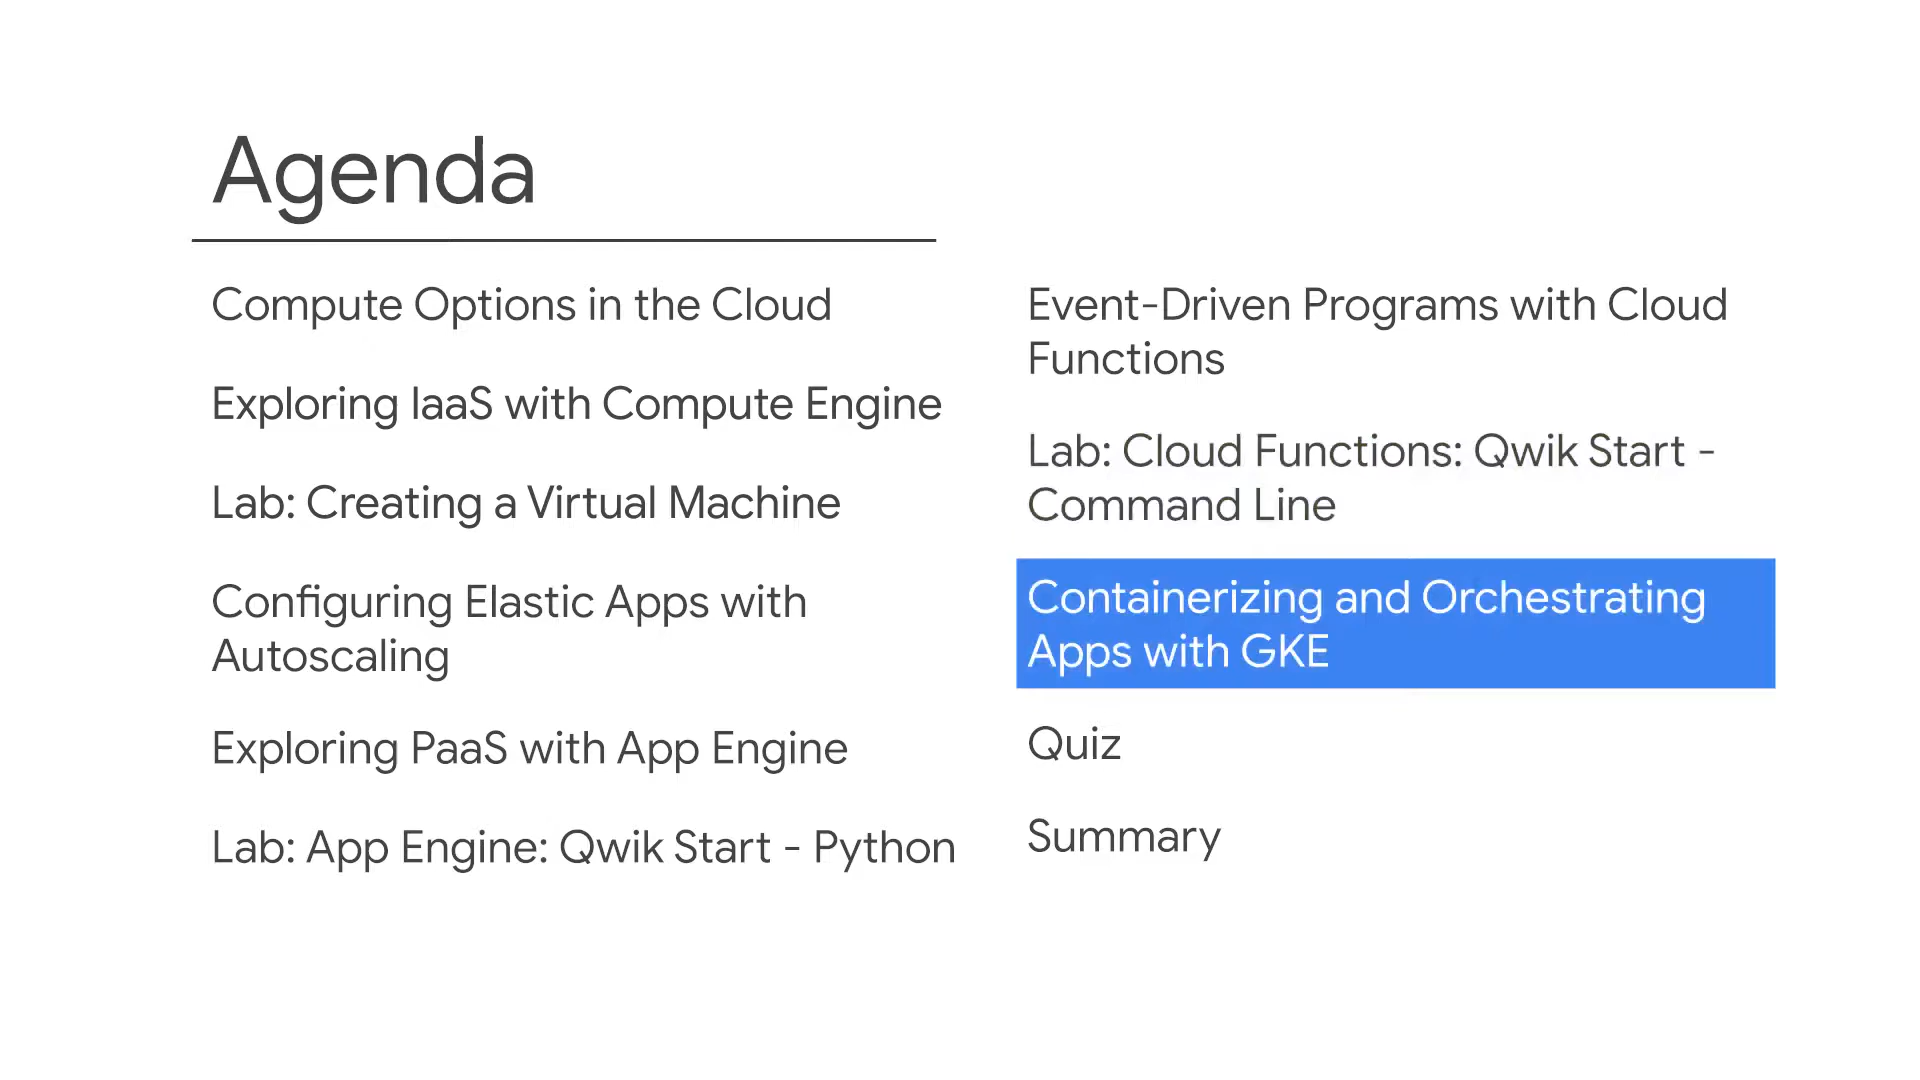 Agenda
Compute Options in the Cloud
Exploring IaaS with Compute Engine
Lab: Creating a Virtual Machine
Configuring Elastic Apps with
Autoscaling
Exploring PaaS with App Engine
Lab: App Engine: Qwik Start - Python
Event-Driven Programs with Cloud
Functions
Lab: Cloud Functions: Qwik Start -
Command Line
Containerizing and Orchestrating
Apps with GKE
Quiz
Summary